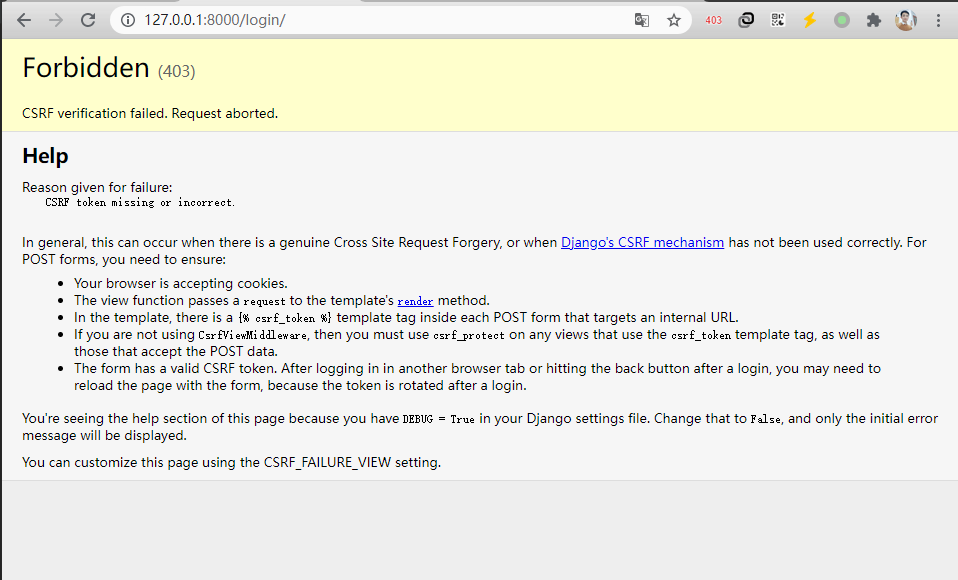 127.0.0.1:8000/login/
403
Forbidden (403)
CSRF verification failed. Request aborted.
Help
Reason given for failure:
CSRF token missing or incorrect.
In general, this can occur when there is a genuine Cross Site Request Forgery, or when Django's CSRF mechanism has not been used correctly. For
POST forms, you need to ensure:
• Your browser is accepting cookies.
• The view function passes a request to the template's render method.
• In the template, there is a {% csrf_token %} template tag inside each POST form that targets an internal URL.
• If you are not using CsrfViewMiddleware, then you must use csrf_protect on any views that use the csrf_token template tag, as well as
those that accept the POST data.
• The form has a valid CSRF token. After logging in in another browser tab or hitting the back button after a login, you may need to
reload the page with the form, because the token is rotated after a login.
You're seeing the help section of this page because you have DEBUG = True in your Django settings file. Change that to False, and only the initial error
message will be displayed.
You can customize this page using the CSRF_FAILURE_VIEW setting.